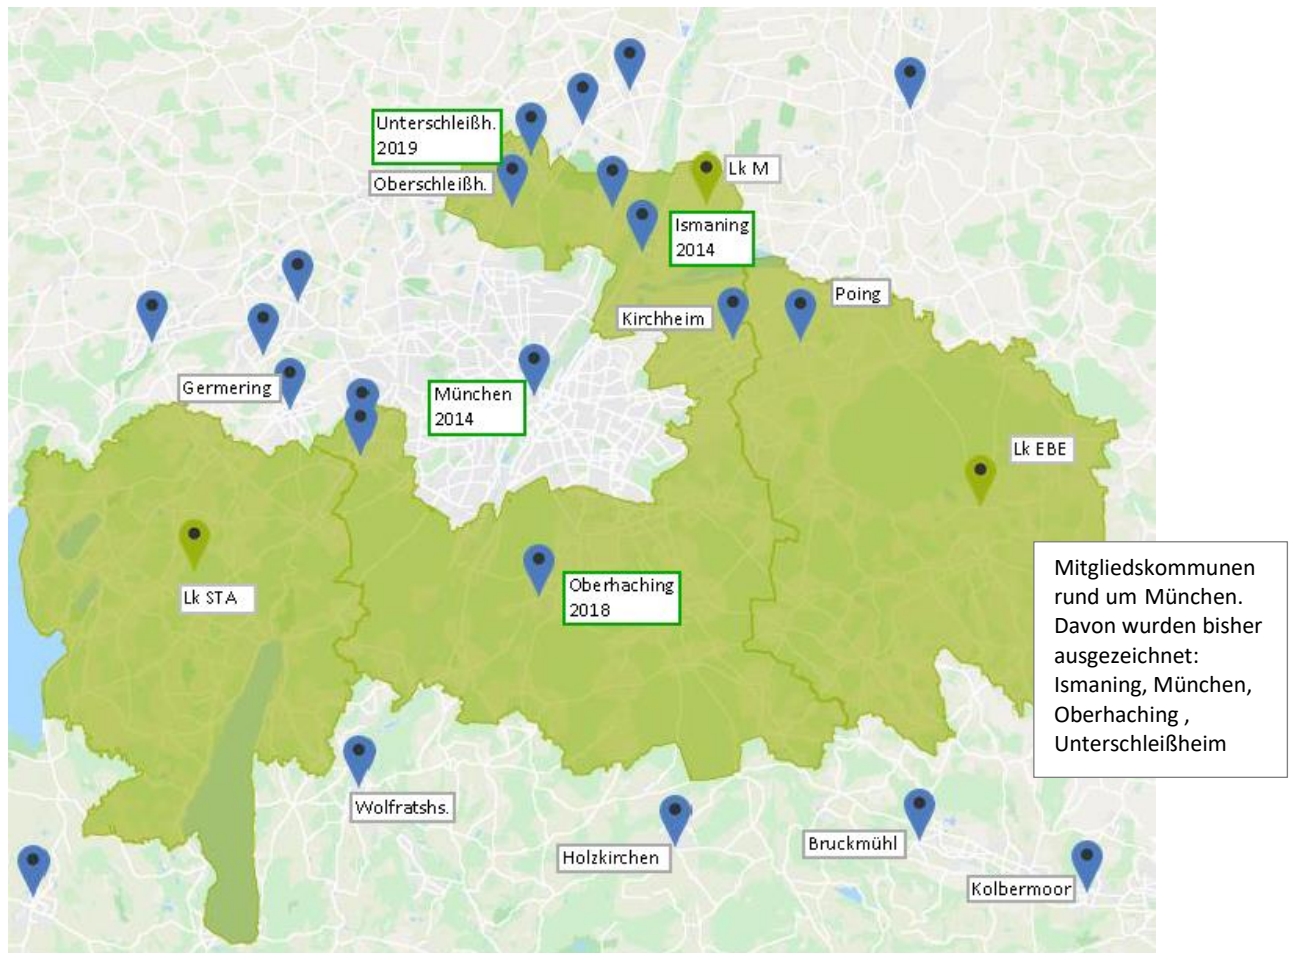 Unterschleißh.
2019
Oberschleißh.
Lk M
Ismaning
2014
Poing
Kirchheim
Germering
München
2014
Lk EBE
Lk STA
Oberhaching
2018
Mitgliedskommunen
rund um München.
Davon wurden bisher
ausgezeichnet:
Ismaning, München,
Oberhaching ,
Unterschleißheim
Wolfratshs.
Holzkirchen
Bruckmühl
Kolbermoor